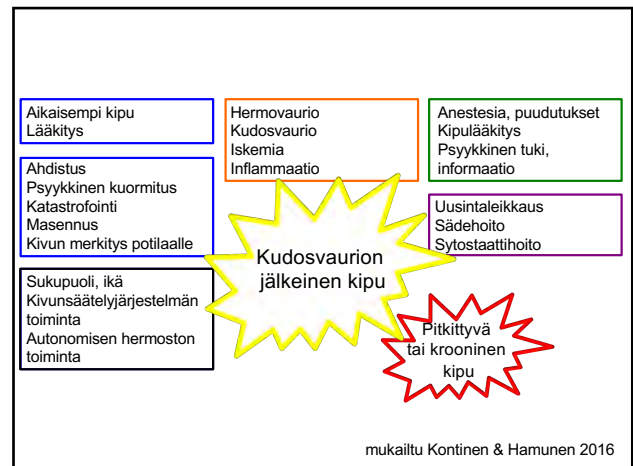 Aikaisempi kipu
Lääkitys
Ahdistus
Psyykkinen kuormitus
Katastrofointi
Masennus
Kivun merkitys potilaalle
Sukupuoli, ikä
Kivunsäätelyjärjestelmän
toiminta
Autonomisen hermoston
toiminta
Hermovaurio
Kudosvaurio
Iskemia
Inflammaatio
Anestesia, puudutukset
Kipulääkitys
Psyykkinen tuki,
informaatio
Uusintaleikkaus
Sädehoito
Sytostaattihoito
Kudosvaurion
jälkeinen kipu
Pitkittyvä
tai krooninen
kipu
mukailtu Kontinen & Hamunen 2016